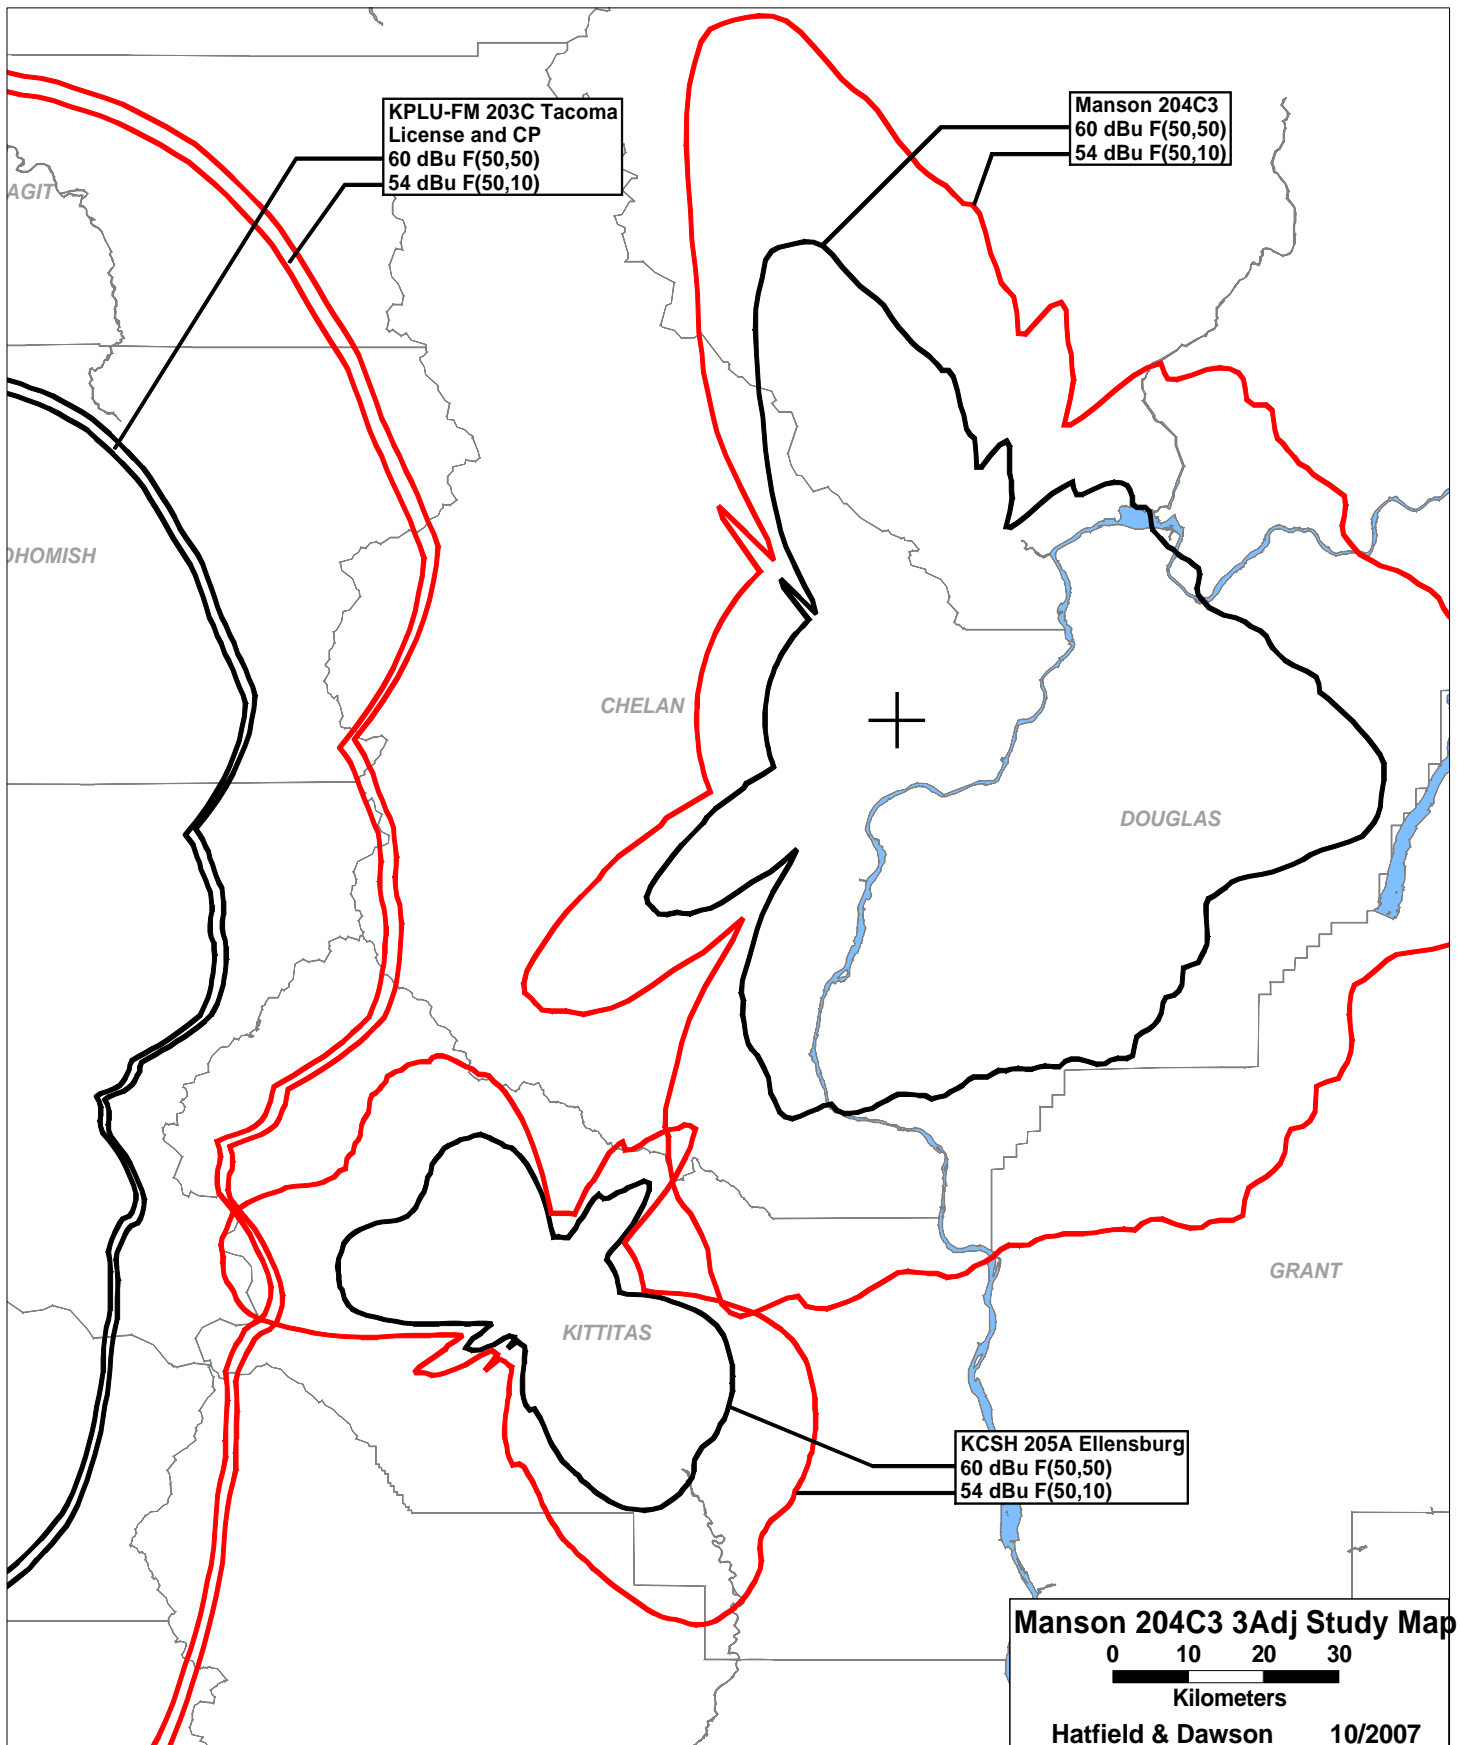 KPLU-FM 203C Tacoma
License and CP
60 dBu F(50,50)
54 dBu F(50,10)
Manson 204C3
60 dBu F(50,50)
54 dBu F(50,10)
AGIT
OHOMISH
CHELAN
DOUGLAS
GRANT
KITTITAS
KCSH 205A Ellensburg
60 dBu F(50,50)
54 dBu F(50,10)
Manson 204C3 3Adj Study Map
0 10 20 30
Kilometers
Hatfield & Dawson 10/2007